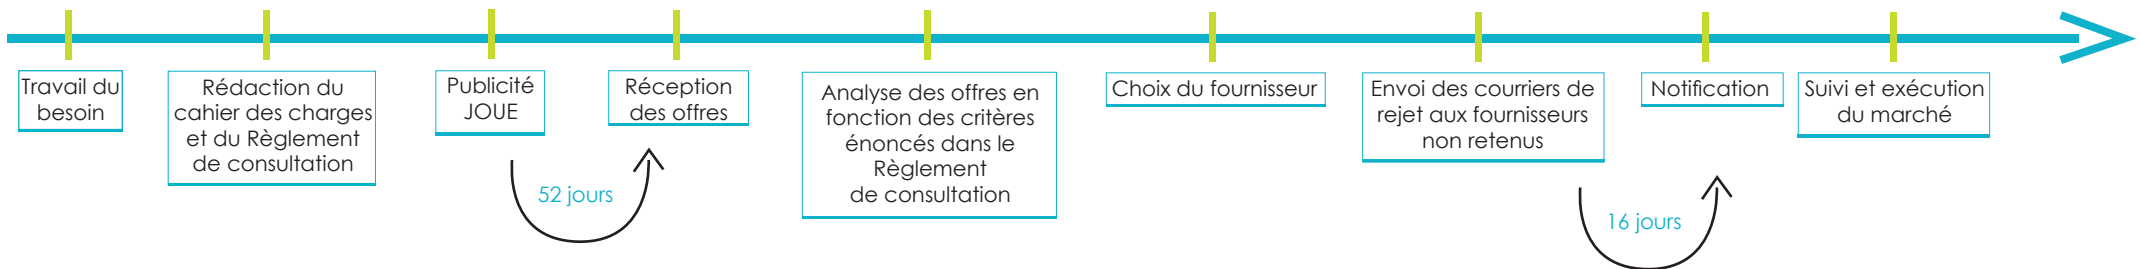 Travail du
besoin
Rédaction du
cahier des charges
et du Règlement
de consultation
Publicité
JOUE
Réception
des offres
Analyse des offres en
fonction des critères
énoncés dans le
Règlement
de consultation
Choix du fournisseur
Envoi des courriers de
rejet aux fournisseurs
non retenus
Notification
Suivi et exécution
du marché
52 jours
16 jours